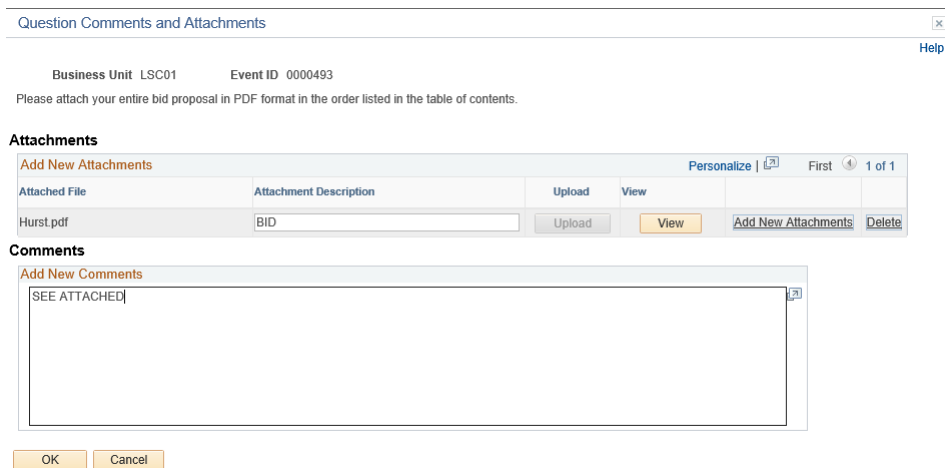 Question Comments and Attachments
x
Help
Business Unit LSC01 Event ID 0000493
Please attach your entire bid proposal in PDF format in the order listed in the table of contents.
Attachments
Add New Attachments Personalize | First 1 of 1
Attached File Attachment Description Upload View
Hurst.pdf BID Upload View Add New Attachments Delete
Comments
Add New Comments
SEE ATTACHED
OK Cancel